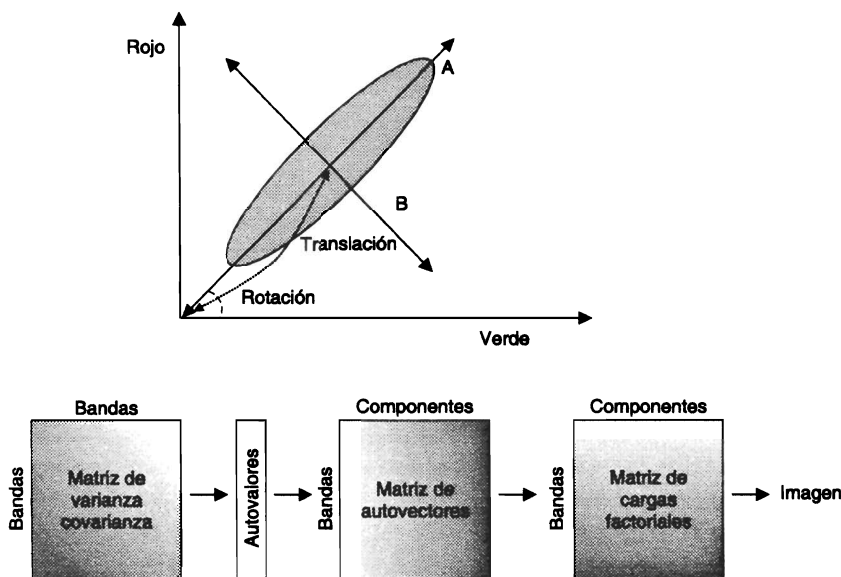 Rojo
A
B
Translación
Rotación
Verde
Bandas
Bandas
Matriz de
varianza
covarianza
Autovalores
Componentes
Bandas
Matriz de
autovectores
Componentes
Bandas
Matriz de
cargas
factoriales
Imagen